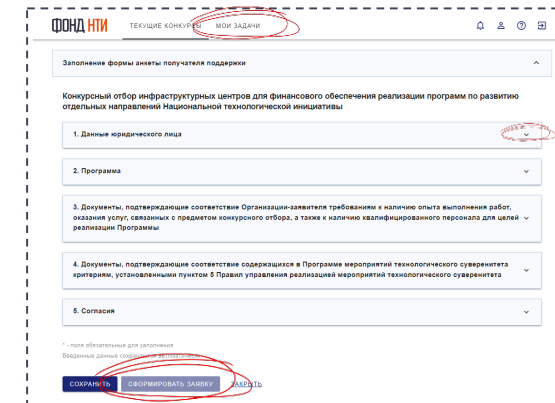 ФОНД НТИ
ТЕКУЩИЕ КОНКУРСЫ
МОИ ЗАДАЧИ
Заполнение формы анкеты получателя поддержки
Конкурсный отбор инфраструктурных центров для финансового обеспечения реализации программ по развитию
отдельных направлений Национальной технологической инициативы
1. Данные юридического лица
2. Программа
3. Документы, подтверждающие соответствие Организации-заявителя требованиям к наличию опыта выполнения работ,
оказания услуг, связанных с предметом конкурсного отбора, а также к наличию квалифицированного персонала для целей
реализации Программы
4. Документы, подтверждающие соответствие содержащихся в Программе мероприятий технологического суверенитета
критериям, установленными пунктом 5 Правил управления реализацией мероприятий технологического суверенитета
5. Согласия
* - поля обязательные для заполнения
Введенные данные сохраняются автоматически
СОХРАНИТЬ
СФОРМИРОВАТЬ ЗАЯВКУ
ЗАКРЫТЬ